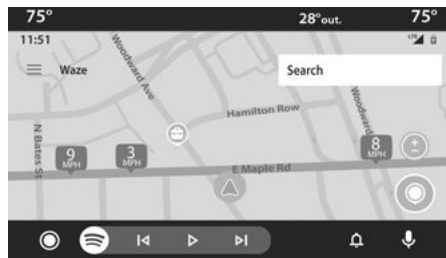 75° 28°out. 75°
11:51 LTE
Waze Search
Woodward Ave
Hamilton Row
Woodward
N Bates St
9 MPH
3 MPH
8 MPH
E Maple Rd